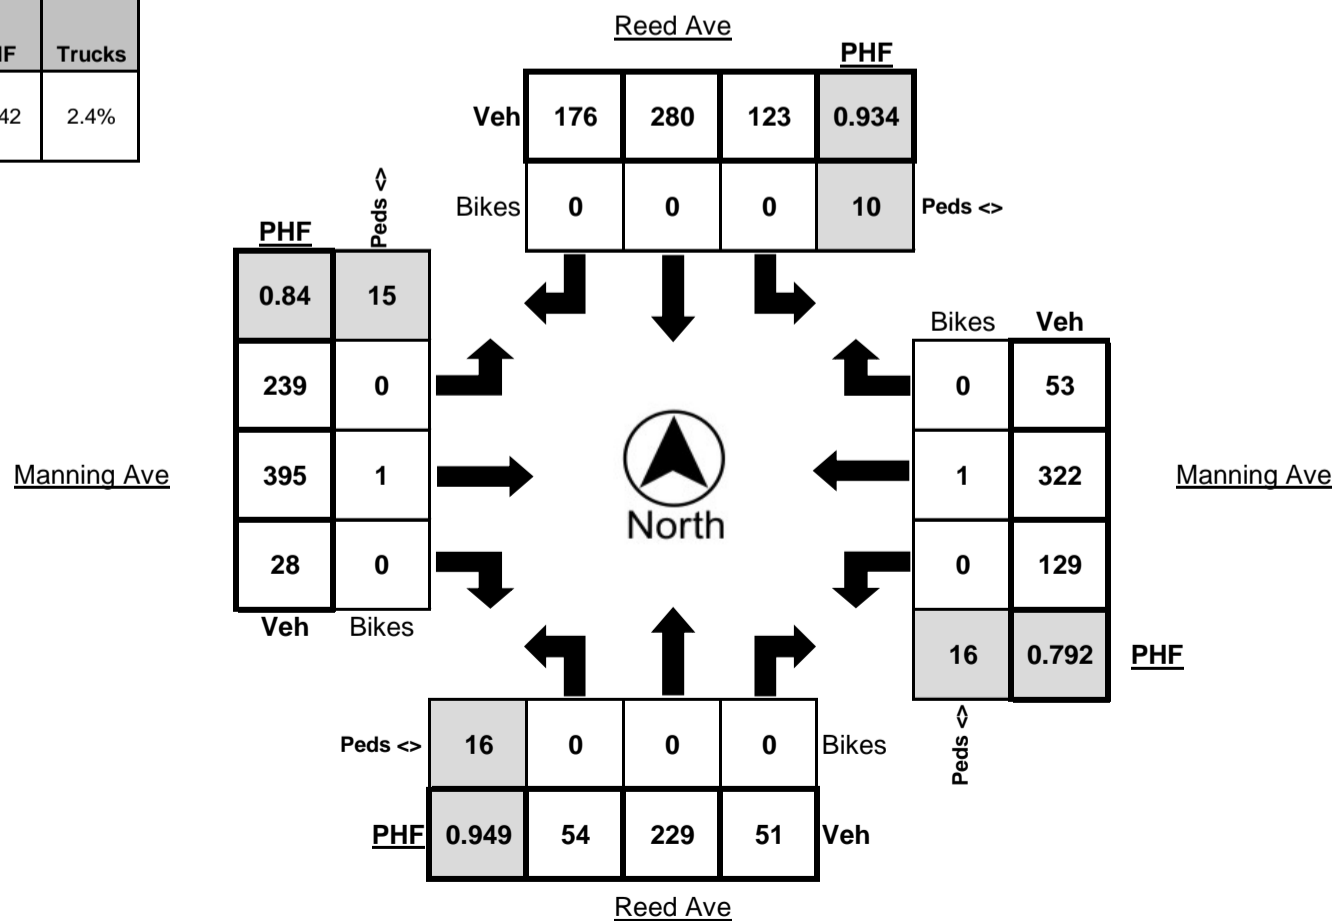 Reed Ave
Trucks
PHF
2.4%
Veh 176 280 123 0.934
Bikes 0 0 0 10 Peds <>
Peds <>
PHF
0.84 15
Bikes Veh
239 0
0 53
Manning Ave 395 1
1 322 Manning Ave
North
28 0
0 129
Veh Bikes
16 0.792 PHF
Peds <> 16 0 0 0 Bikes
Peds <>
PHF 0.949 54 229 51 Veh
Reed Ave